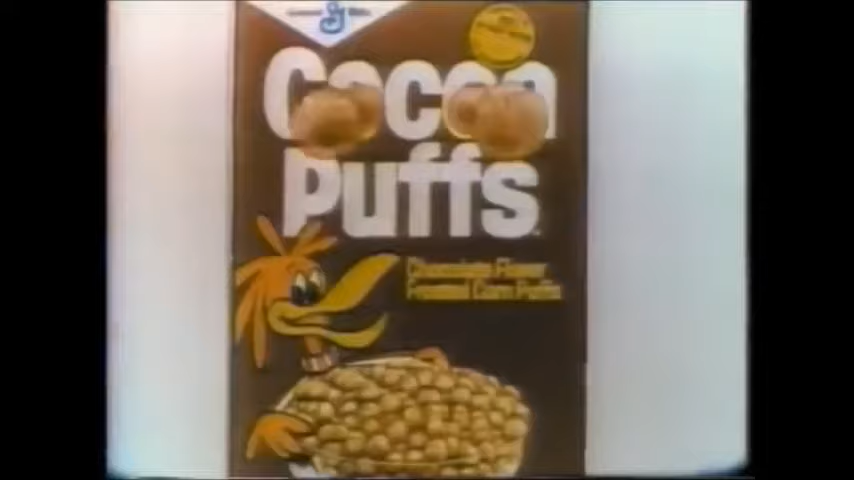 G
Cocoa
Puffs
Chocolate Flavor
Frosted Corn Puffs